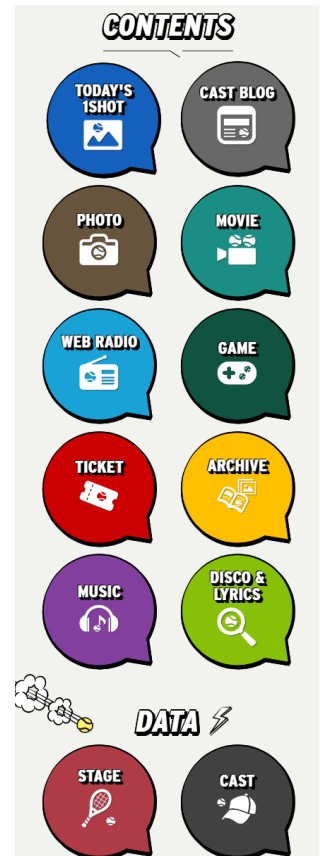 CONTENTS
TODAY'S
1SHOT
CAST BLOG
PHOTO
MOVIE
WEB RADIO
GAME
TICKET
ARCHIVE
MUSIC
DISCO &
LYRICS
DATA
STAGE
CAST